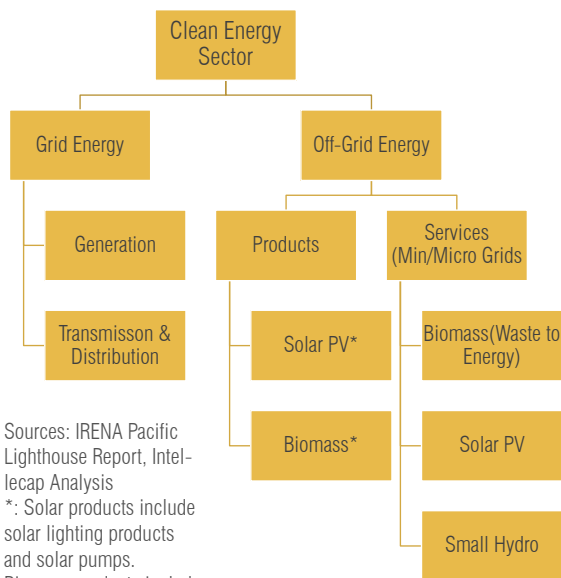 Clean Energy
Sector
Grid Energy
Off-Grid Energy
Generation
Products
Services
(Min/Micro Grids
Transmisson &
Distribution
Solar PV*
Biomass(Waste to
Energy)
Biomass*
Solar PV
Small Hydro
Sources: IRENA Pacific
Lighthouse Report, Intel-
lecap Analysis
*: Solar products include
solar lighting products
and solar pumps.